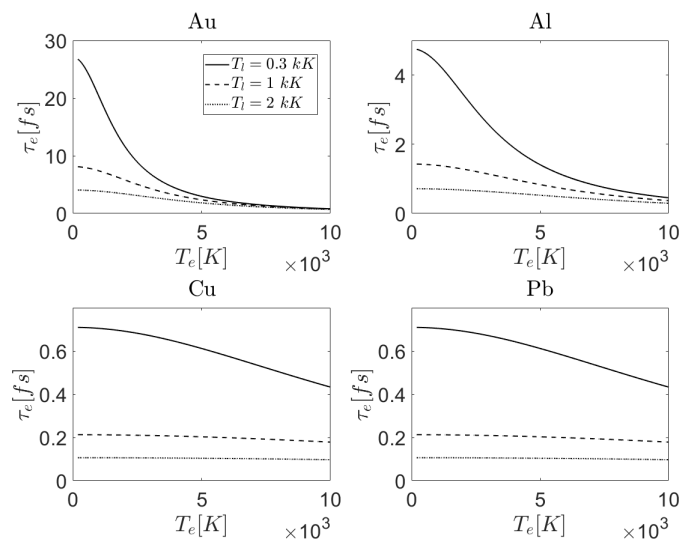 Au
30
20
10
0
τₑ[fs]
0 5 10
Tₑ[K] ×10³
Tₗ = 0.3 kK
Tₗ = 1 kK
Tₗ = 2 kK
Al
4
2
0
τₑ[fs]
0 5 10
Tₑ[K] ×10³
Cu
0.6
0.4
0.2
0
τₑ[fs]
0 5 10
Tₑ[K] ×10³
Pb
0.6
0.4
0.2
0
τₑ[fs]
0 5 10
Tₑ[K] ×10³